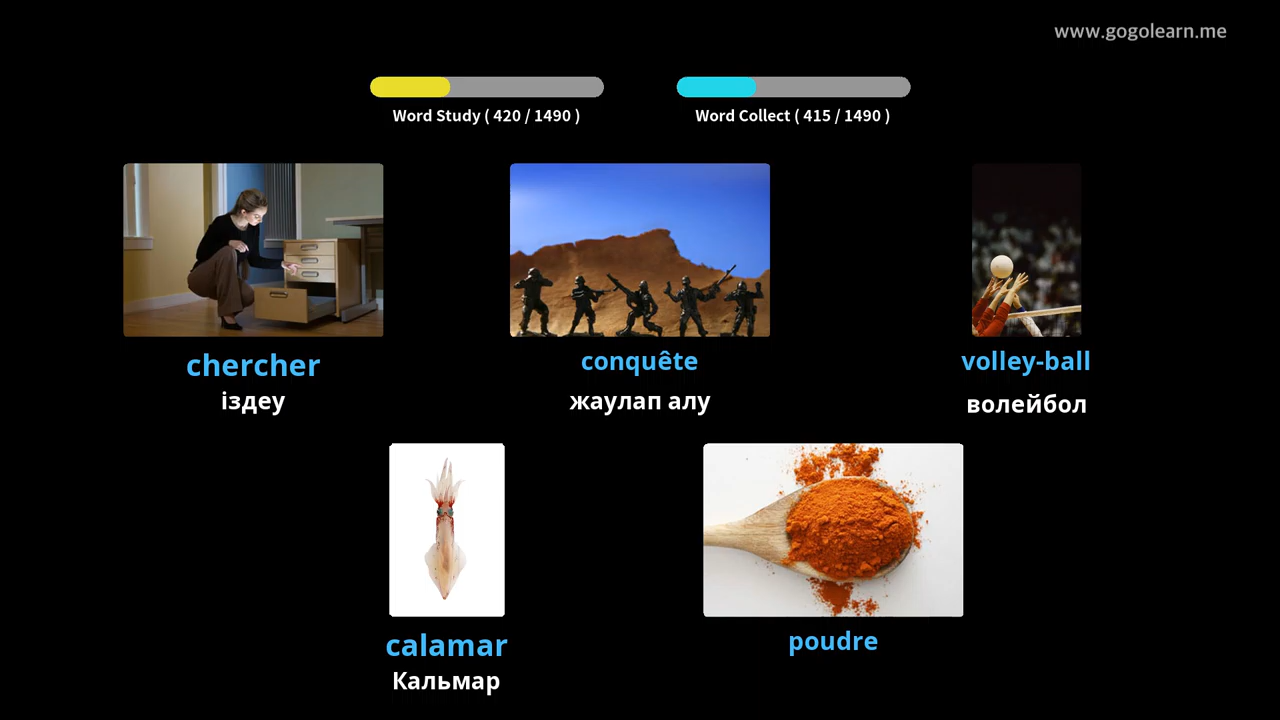 www.gogolearn.me
Word Study ( 420 / 1490 )
Word Collect ( 415 / 1490 )
chercher
іздеу
conquête
жаулап алу
volley-ball
волейбол
calamar
Кальмар
poudre